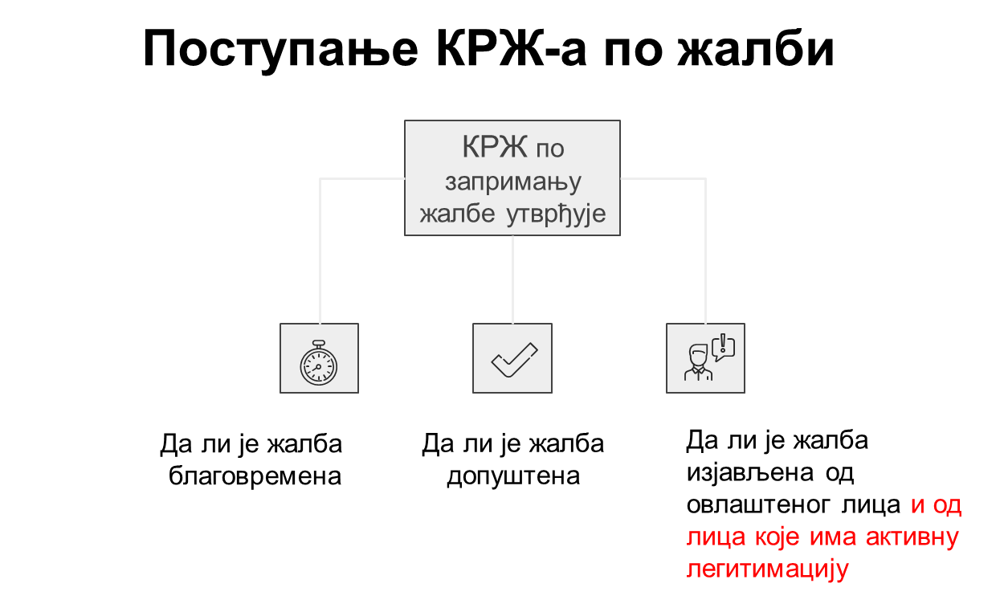 Поступање КРЖ-а по жалби
КРЖ по
запримању
жалбе утврђује
Да ли је жалба
благовремена
Да ли је жалба
допуштена
Да ли је жалба
изјављена од
овлаштеног лица и од
лица које има активну
легитимацију